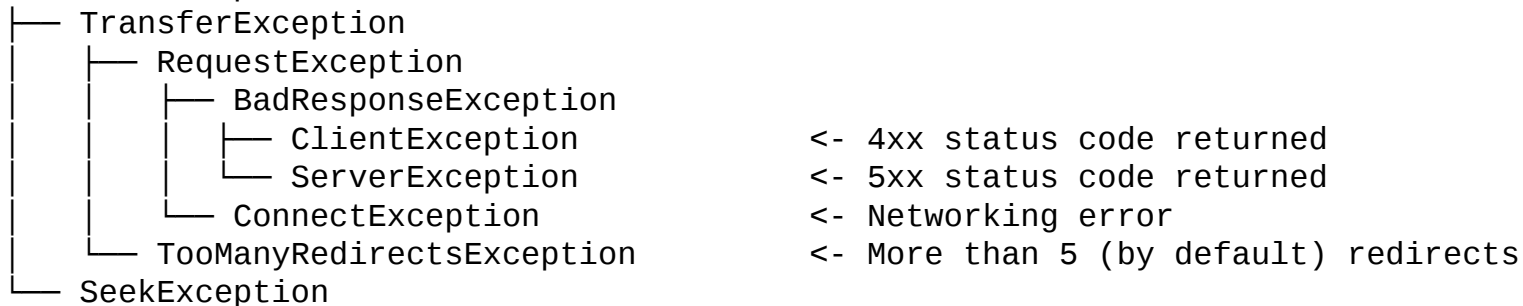 ├── TransferException
│   ├── RequestException
│   │   ├── BadResponseException
│   │   │   ├── ClientException            <- 4xx status code returned
│   │   │   └── ServerException            <- 5xx status code returned
│   │   └── ConnectException               <- Networking error
│   └── TooManyRedirectsException          <- More than 5 (by default) redirects
└── SeekException